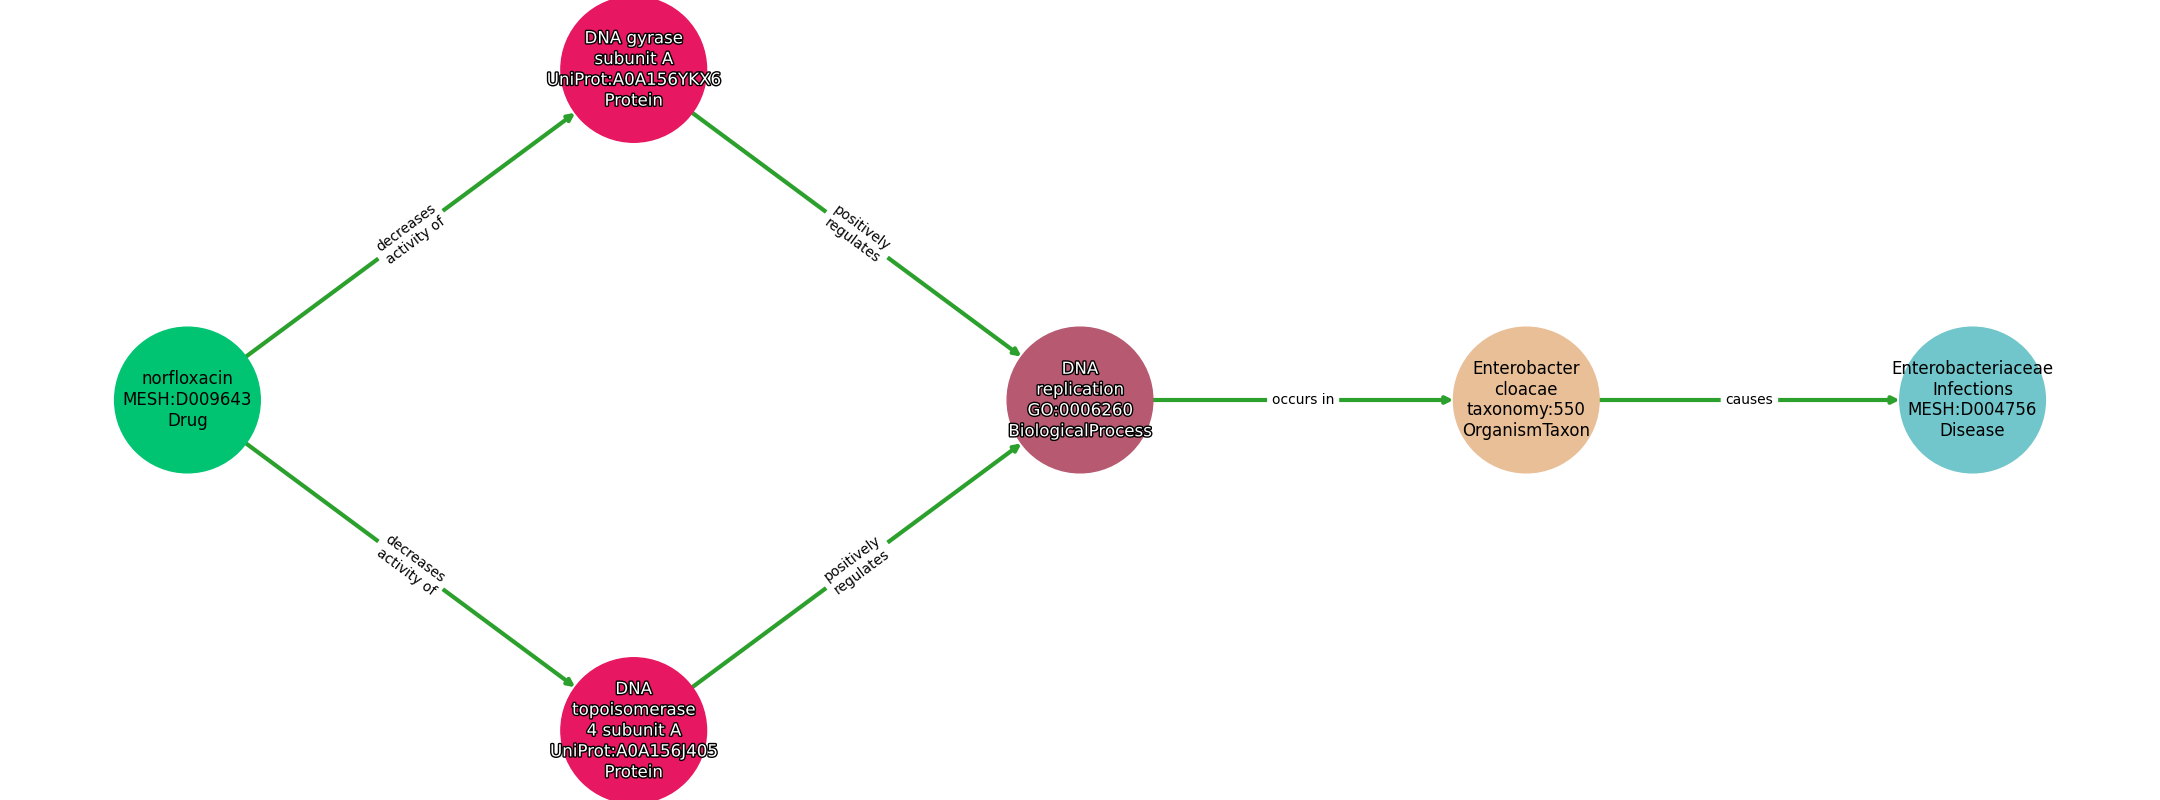 DNA gyrase
subunit A
UniProt:A0A156YKX6
Protein
decreases
activity of
positively
regulates
norfloxacin
MESH:D009643
Drug
DNA
replication
GO:0006260
BiologicalProcess
occurs in
Enterobacter
cloacae
taxonomy:550
OrganismTaxon
causes
Enterobacteriaceae
Infections
MESH:D004756
Disease
decreases
activity of
positively
regulates
DNA
topoisomerase
4 subunit A
UniProt:A0A156J405
Protein